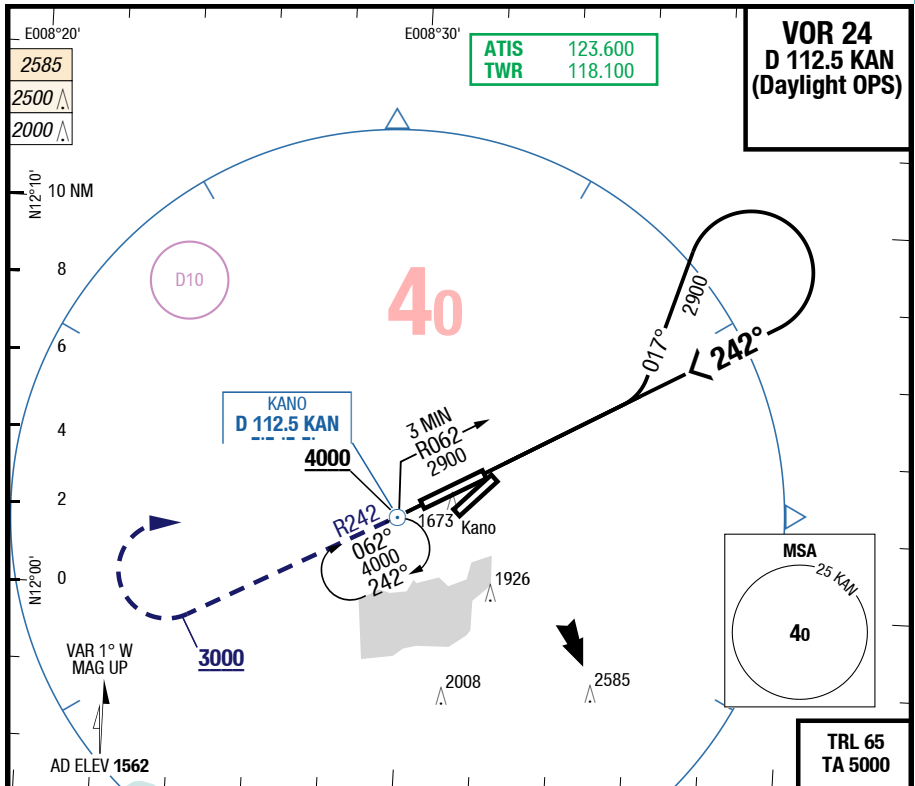 E008°20'
E008°30'
ATIS 123.600
TWR 118.100
VOR 24
D 112.5 KAN
(Daylight OPS)
2585
2500
2000
N12°10'
10 NM
8
6
4
2
0
N12°00'
D10
40
2900
017°
< 242°
KANO
D 112.5 KAN
3 MIN
R062
2900
4000
1673
Kano
R242
062°
4000
242°
1926
3000
2008
2585
MSA
25 KAN
40
VAR 1° W
MAG UP
AD ELEV 1562
TRL 65
TA 5000